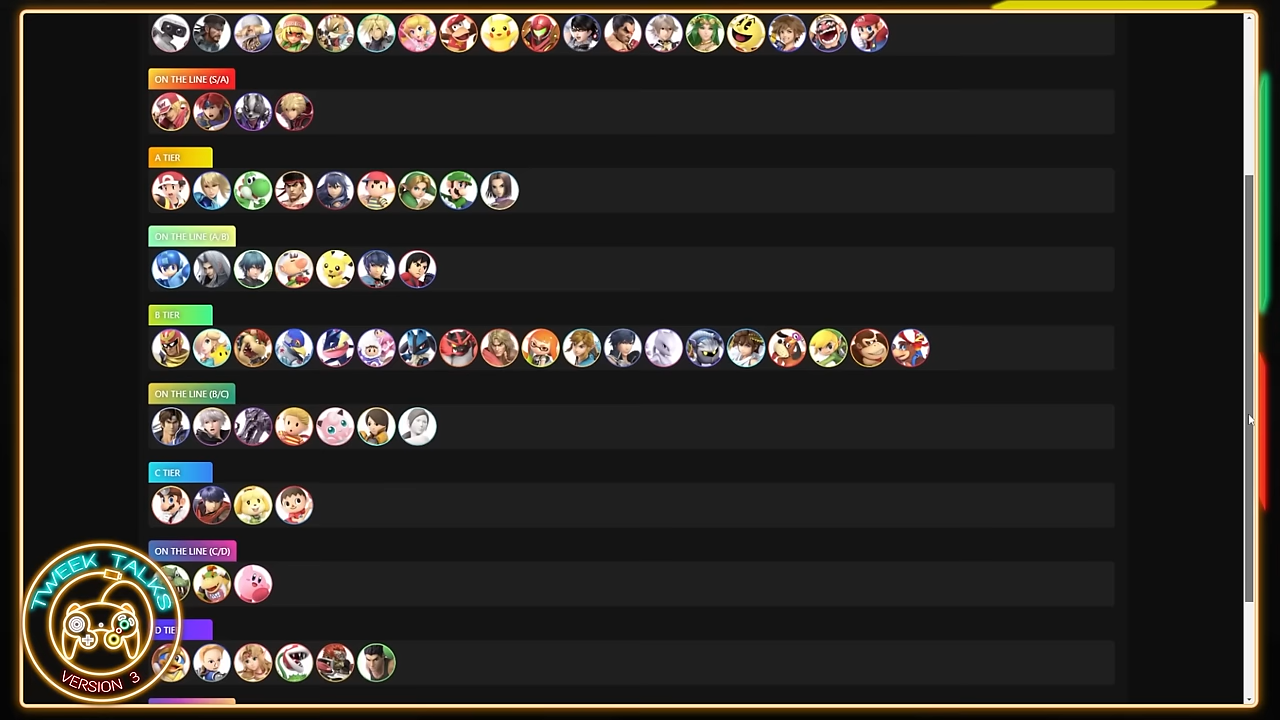 ON THE LINE (S/A)
A TIER
ON THE LINE (A/B)
B TIER
ON THE LINE (B/C)
C TIER
ON THE LINE (C/D)
D TIE
TWEEK TALKS
VERSION 3